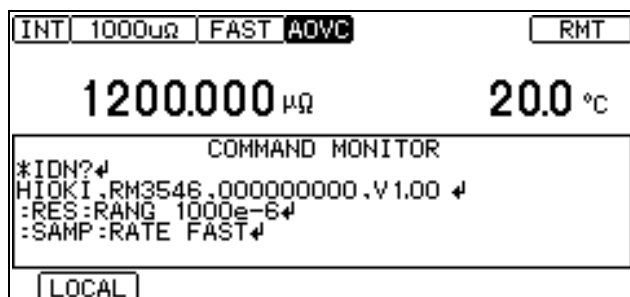 INT 1000uΩ FAST AOVC RMT
1200.000 µΩ 20.0 °C
COMMAND MONITOR
*IDN?↲
HIOKI,RM3546,000000000,V1.00 ↲
:RES:RANG 1000e-6↲
:SAMP:RATE FAST↲
LOCAL